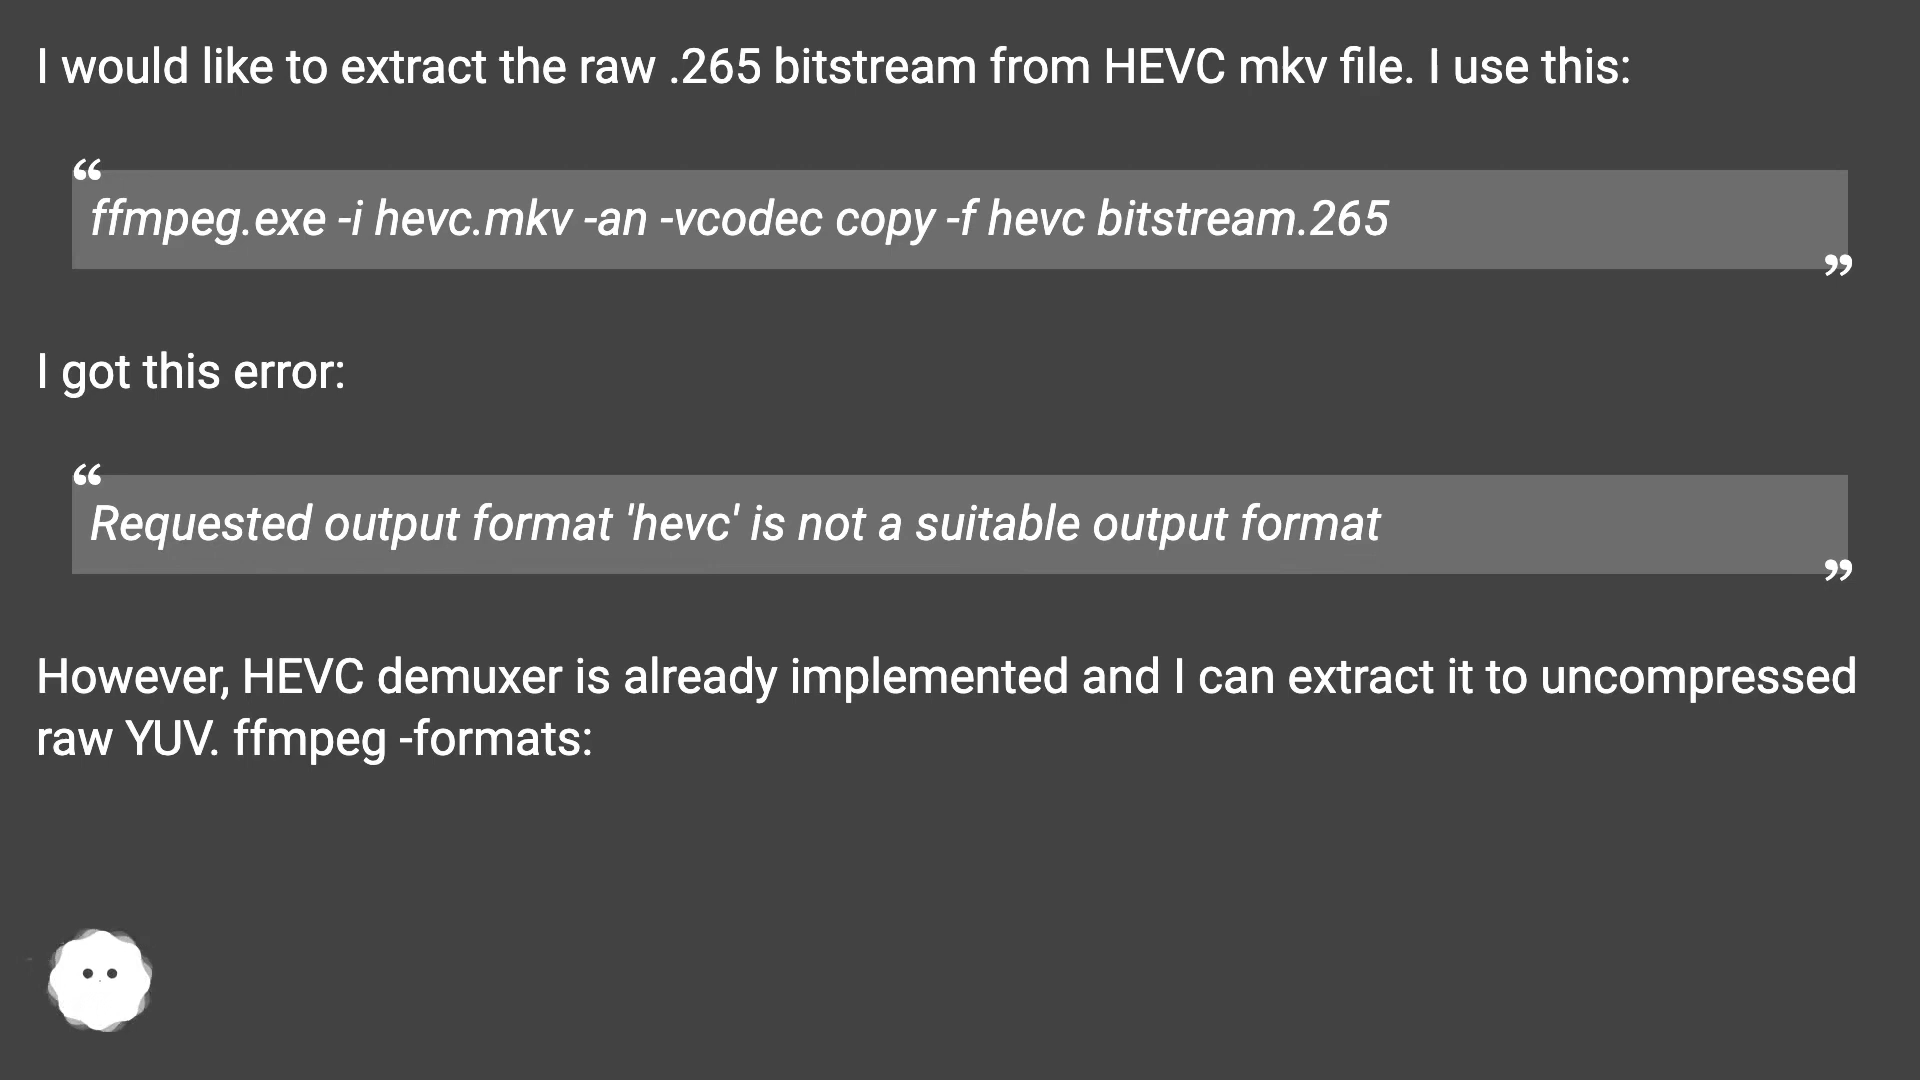 I would like to extract the raw .265 bitstream from HEVC mkv file. I use this:
“
ffmpeg.exe -i hevc.mkv -an -vcodec copy -f hevc bitstream.265
”
I got this error:
“
Requested output format 'hevc' is not a suitable output format
”
However, HEVC demuxer is already implemented and I can extract it to uncompressed
raw YUV. ffmpeg -formats: